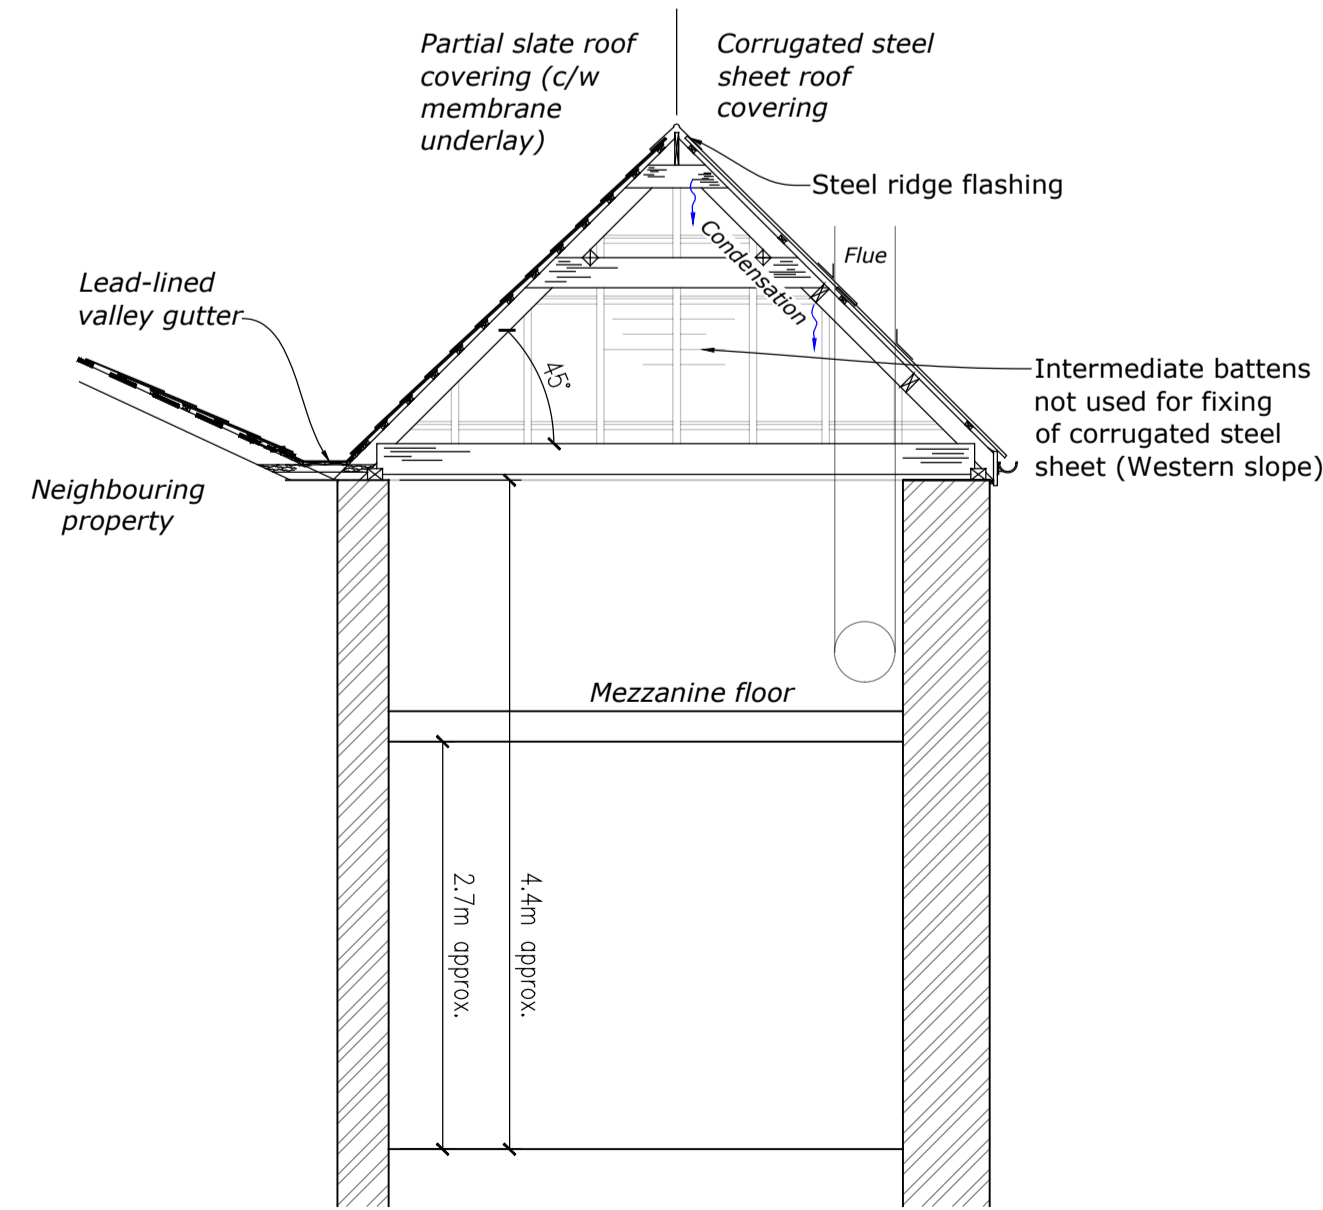 Partial slate roof
covering (c/w
membrane
underlay)
Corrugated steel
sheet roof
covering
Steel ridge flashing
Flue
Condensation
Lead-lined
valley gutter
45°
Intermediate battens
not used for fixing
of corrugated steel
sheet (Western slope)
Neighbouring
property
Mezzanine floor
2.7m approx.
4.4m approx.